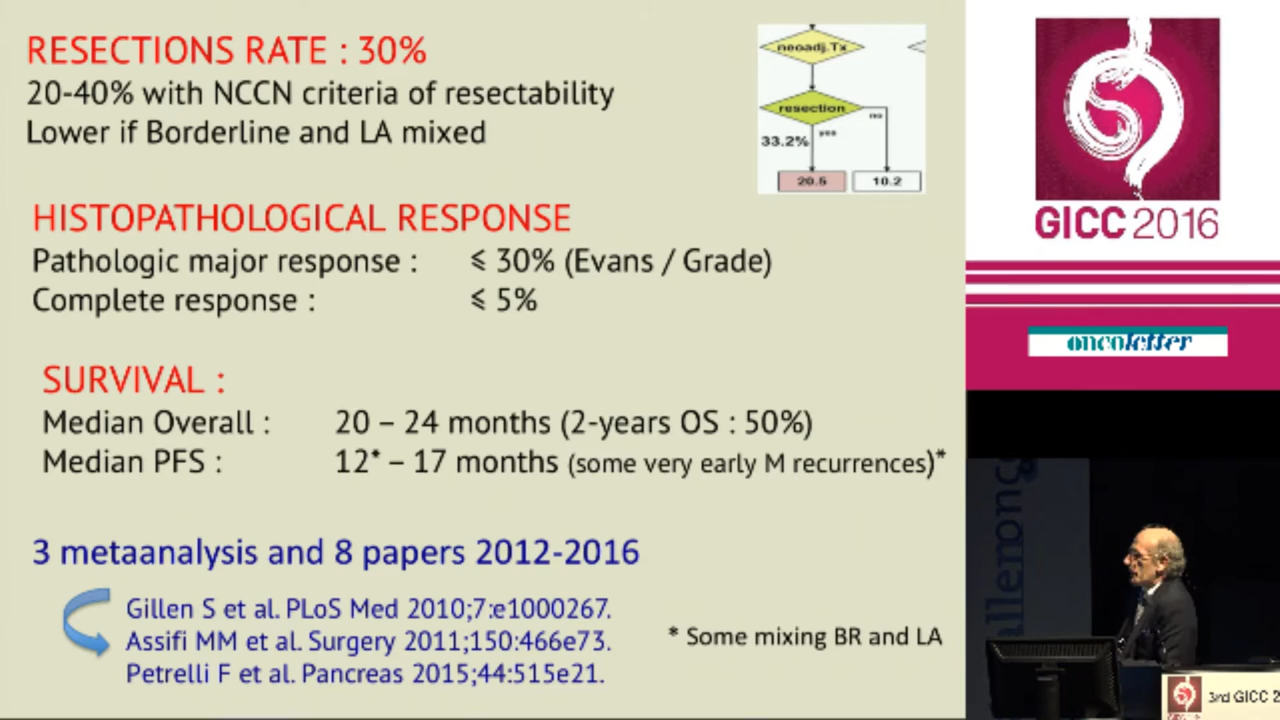 RESECTIONS RATE : 30%
20-40% with NCCN criteria of resectability
Lower if Borderline and LA mixed
neoadj.Tx
resection
no
yes
33.2%
20.5
10.2
HISTOPATHOLOGICAL RESPONSE
Pathologic major response : ⩽ 30% (Evans / Grade)
Complete response : ⩽ 5%
SURVIVAL :
Median Overall : 20 – 24 months (2-years OS : 50%)
Median PFS : 12* – 17 months (some very early M recurrences)*
3 metaanalysis and 8 papers 2012-2016
Gillen S et al. PLoS Med 2010;7:e1000267.
Assifi MM et al. Surgery 2011;150:466e73.
Petrelli F et al. Pancreas 2015;44:515e21.
* Some mixing BR and LA
GICC 2016
oncoletter
3rd GICC 2